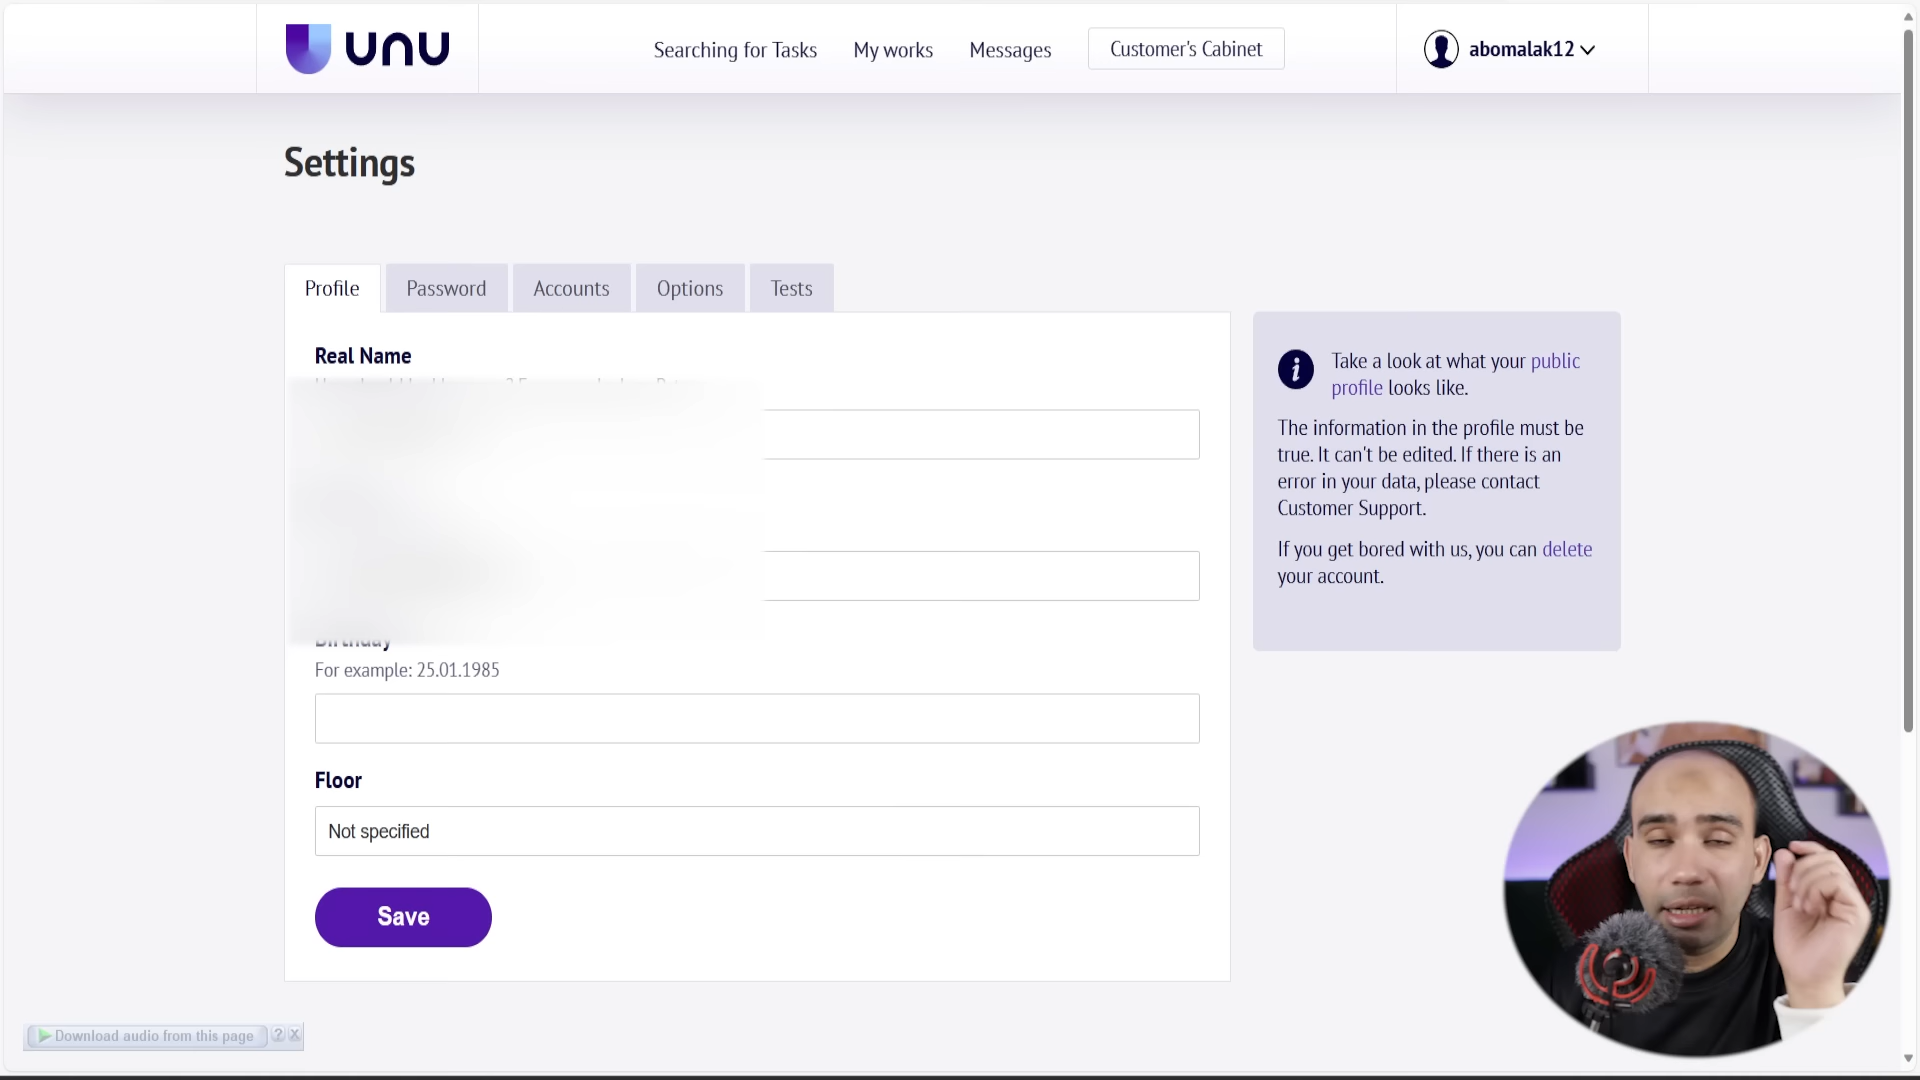 unu
Searching for Tasks
My works
Messages
Customer's Cabinet
abomalak12
Settings
Profile
Password
Accounts
Options
Tests
Real Name
Birthday
For example: 25.01.1985
Floor
Not specified
Save
Take a look at what your public
profile looks like.
The information in the profile must be
true. It can't be edited. If there is an
error in your data, please contact
Customer Support.
If you get bored with us, you can delete
your account.
Download audio from this page
? X